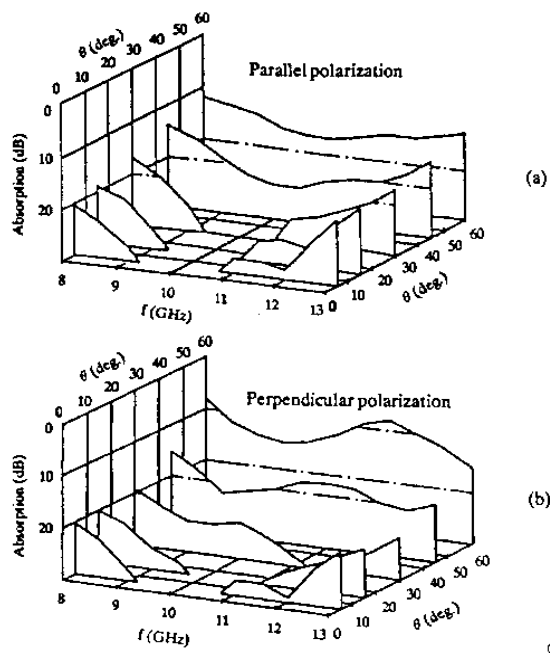 θ (deg.)
0 10 20 30 40 50 60
Parallel polarization
Absorption (dB)
0
10
20
(a)
8 9 10 11 12 13
f (GHz)
0 10 20 30 40 50 60
θ (deg.)
θ (deg.)
0 10 20 30 40 50 60
Perpendicular polarization
Absorption (dB)
0
10
20
(b)
8 9 10 11 12 13
f (GHz)
0 10 20 30 40 50 60
θ (deg.)